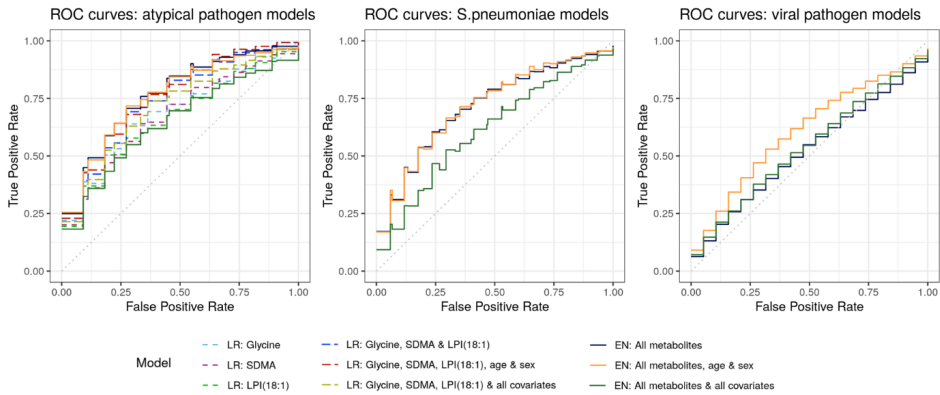 ROC curves: atypical pathogen models
ROC curves: S.pneumoniae models
ROC curves: viral pathogen models
True Positive Rate
1.00
0.75
0.50
0.25
0.00
0.00 0.25 0.50 0.75 1.00
False Positive Rate
True Positive Rate
1.00
0.75
0.50
0.25
0.00
0.00 0.25 0.50 0.75 1.00
False Positive Rate
True Positive Rate
1.00
0.75
0.50
0.25
0.00
0.00 0.25 0.50 0.75 1.00
False Positive Rate
Model
LR: Glycine
LR: SDMA
LR: LPI(18:1)
LR: Glycine, SDMA & LPI(18:1)
LR: Glycine, SDMA, LPI(18:1), age & sex
LR: Glycine, SDMA, LPI(18:1) & all covariates
EN: All metabolites
EN: All metabolites, age & sex
EN: All metabolites & all covariates